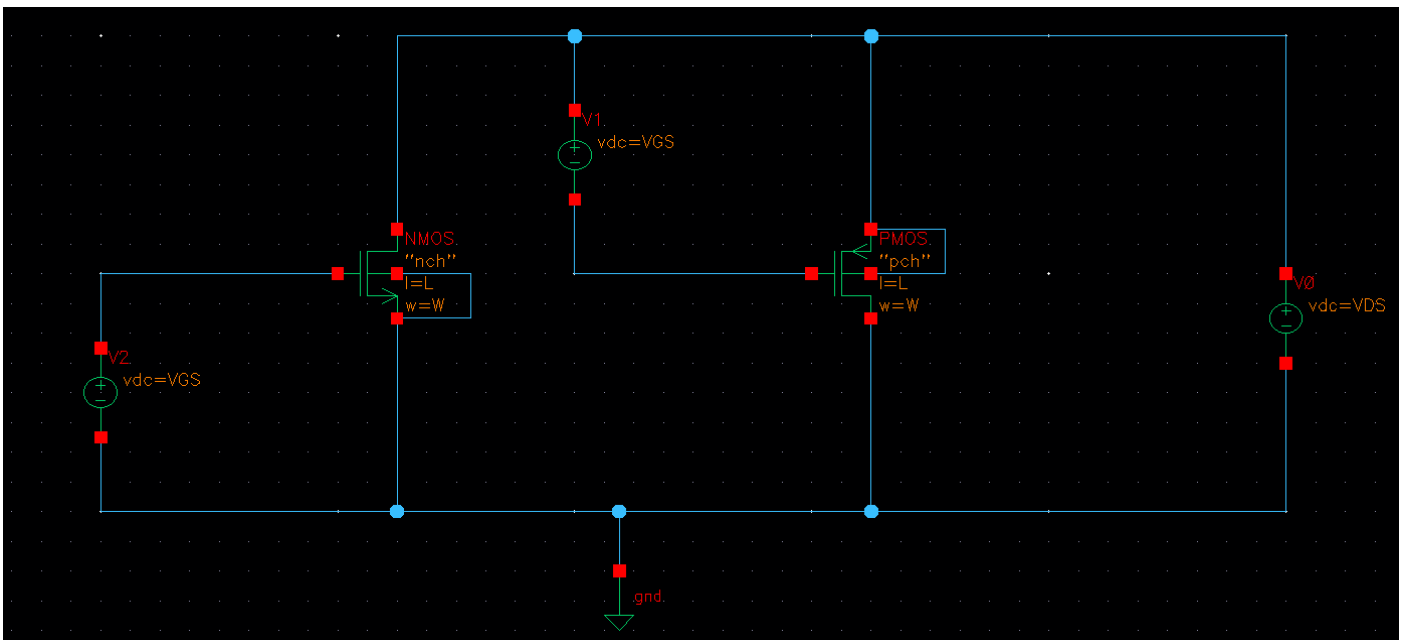 V1
vdc=VGS
NMOS
"nch"
l=L
w=W
PMOS
"pch"
l=L
w=W
V0
vdc=VDS
V2
vdc=VGS
gnd